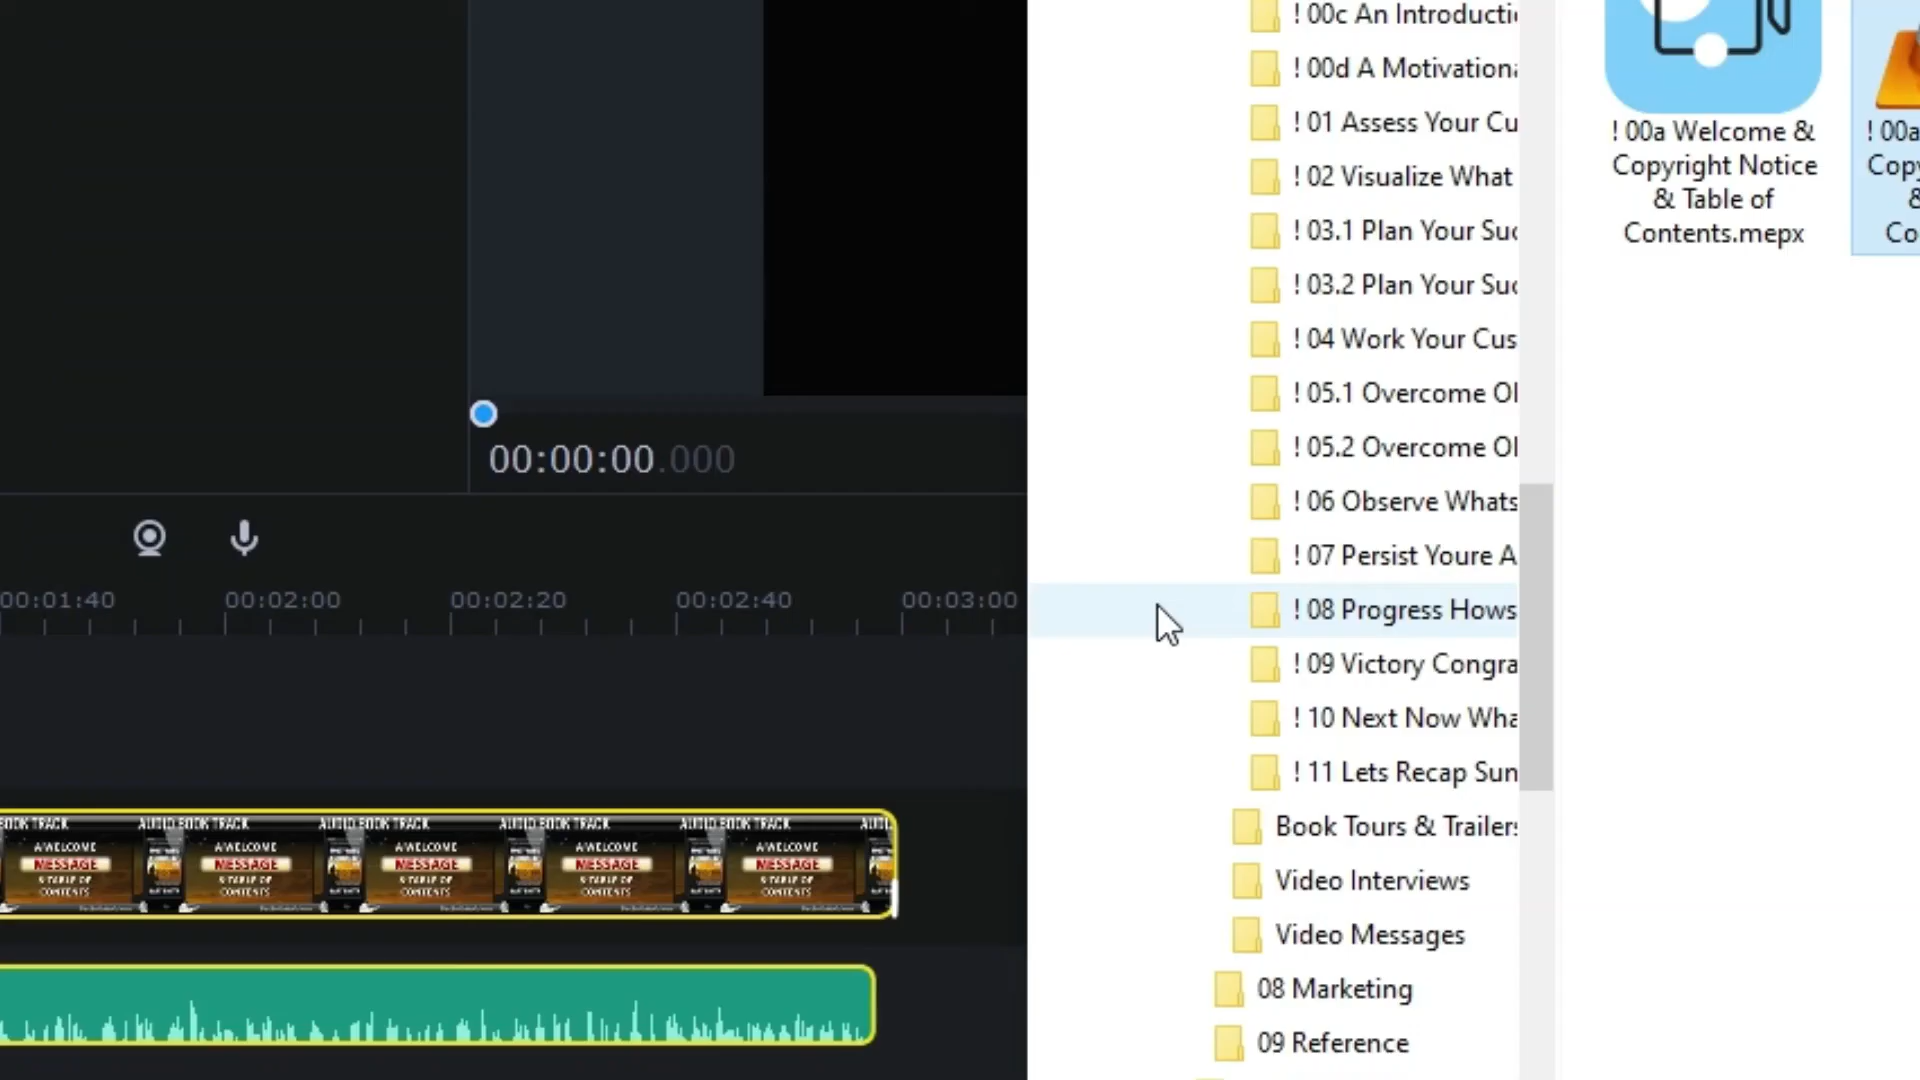 ! 00c An Introducti
! 00d A Motivationa
! 01 Assess Your Cu
! 02 Visualize What
! 03.1 Plan Your Suc
! 03.2 Plan Your Suc
! 04 Work Your Cus
! 05.1 Overcome Ol
! 05.2 Overcome Ol
! 06 Observe Whats
! 07 Persist Youre A
! 08 Progress Hows
! 09 Victory Congra
! 10 Next Now Wha
! 11 Lets Recap Sun
Book Tours & Trailers
Video Interviews
Video Messages
08 Marketing
09 Reference
! 00a Welcome &
Copyright Notice
& Table of
Contents.mepx
! 00a
Copy
&
Co
00:00:00.000
00:01:40 00:02:00 00:02:20 00:02:40 00:03:00
BOOK TRACK AUDIO BOOK TRACK AUDIO BOOK TRACK AUDIO BOOK TRACK AUDIO BOOK TRACK AUDI
A WELCOME A WELCOME A WELCOME A WELCOME A WELCOME
MESSAGE MESSAGE MESSAGE MESSAGE MESSAGE
& TABLE OF & TABLE OF & TABLE OF & TABLE OF & TABLE OF
CONTENTS CONTENTS CONTENTS CONTENTS CONTENTS